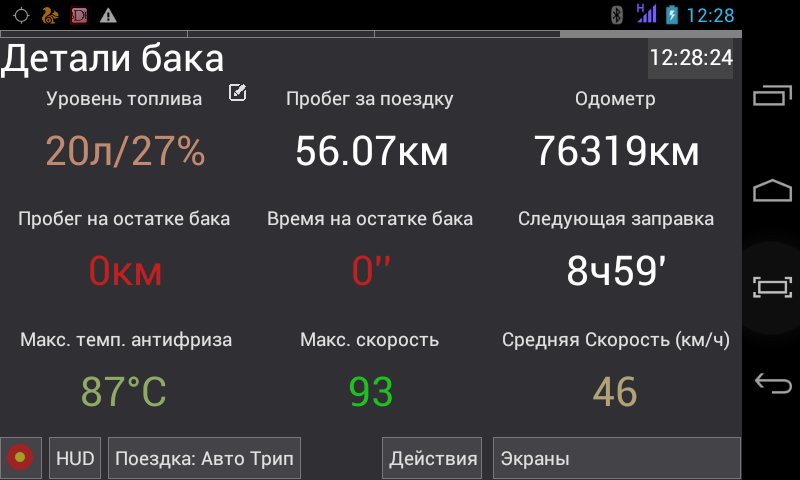 H 12:28
Детали бака 12:28:24
Уровень топлива Пробег за поездку Одометр
20л/27% 56.07км 76319км
Пробег на остатке бака Время на остатке бака Следующая заправка
0км 0'' 8ч59'
Макс. темп. антифриза Макс. скорость Средняя Скорость (км/ч)
87°C 93 46
HUD Поездка: Авто Трип Действия Экраны